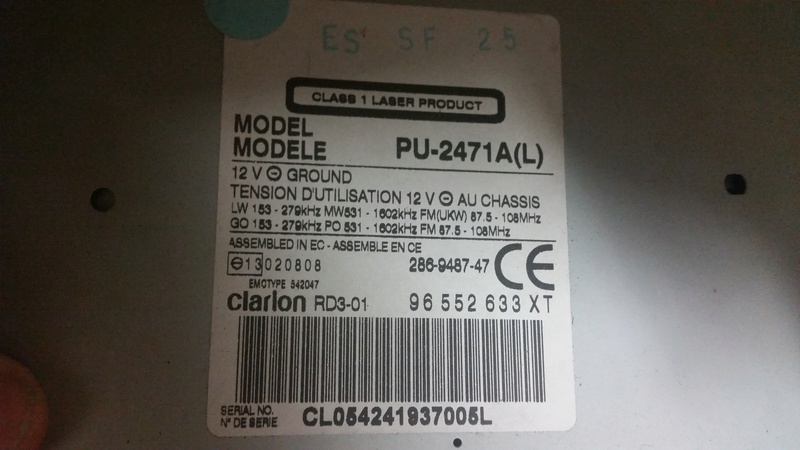 ES SF 25
CLASS 1 LASER PRODUCT
MODEL
MODELE PU-2471A(L)
12 V ⊖ GROUND
TENSION D'UTILISATION 12 V ⊖ AU CHASSIS
LW 153 - 279kHz MW531 - 1602kHz FM(UKW) 87.5 - 108MHz
GO 153 - 279kHz PO 531 - 1602kHz FM 87.5 - 108MHz
ASSEMBLED IN EC - ASSEMBLE EN CE
⊖13020808 286-9487-47 CE
EMCTYPE 542047
clarion RD3-01 96 552 633 XT
SERIAL NO.
N° DE SERIE CL054241937005L